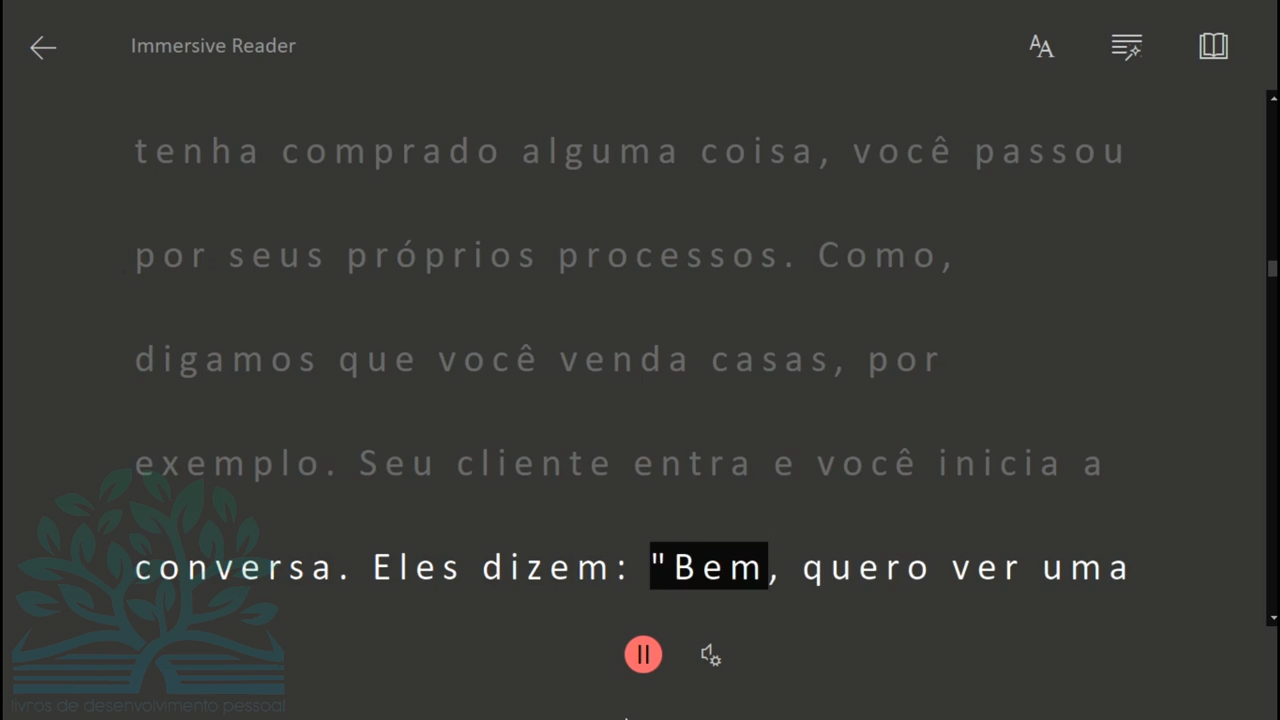 Immersive Reader
AA
tenha comprado alguma coisa, você passou
por seus próprios processos. Como,
digamos que você venda casas, por
exemplo. Seu cliente entra e você inicia a
conversa. Eles dizem: "Bem, quero ver uma
livros de desenvolvimento pessoal